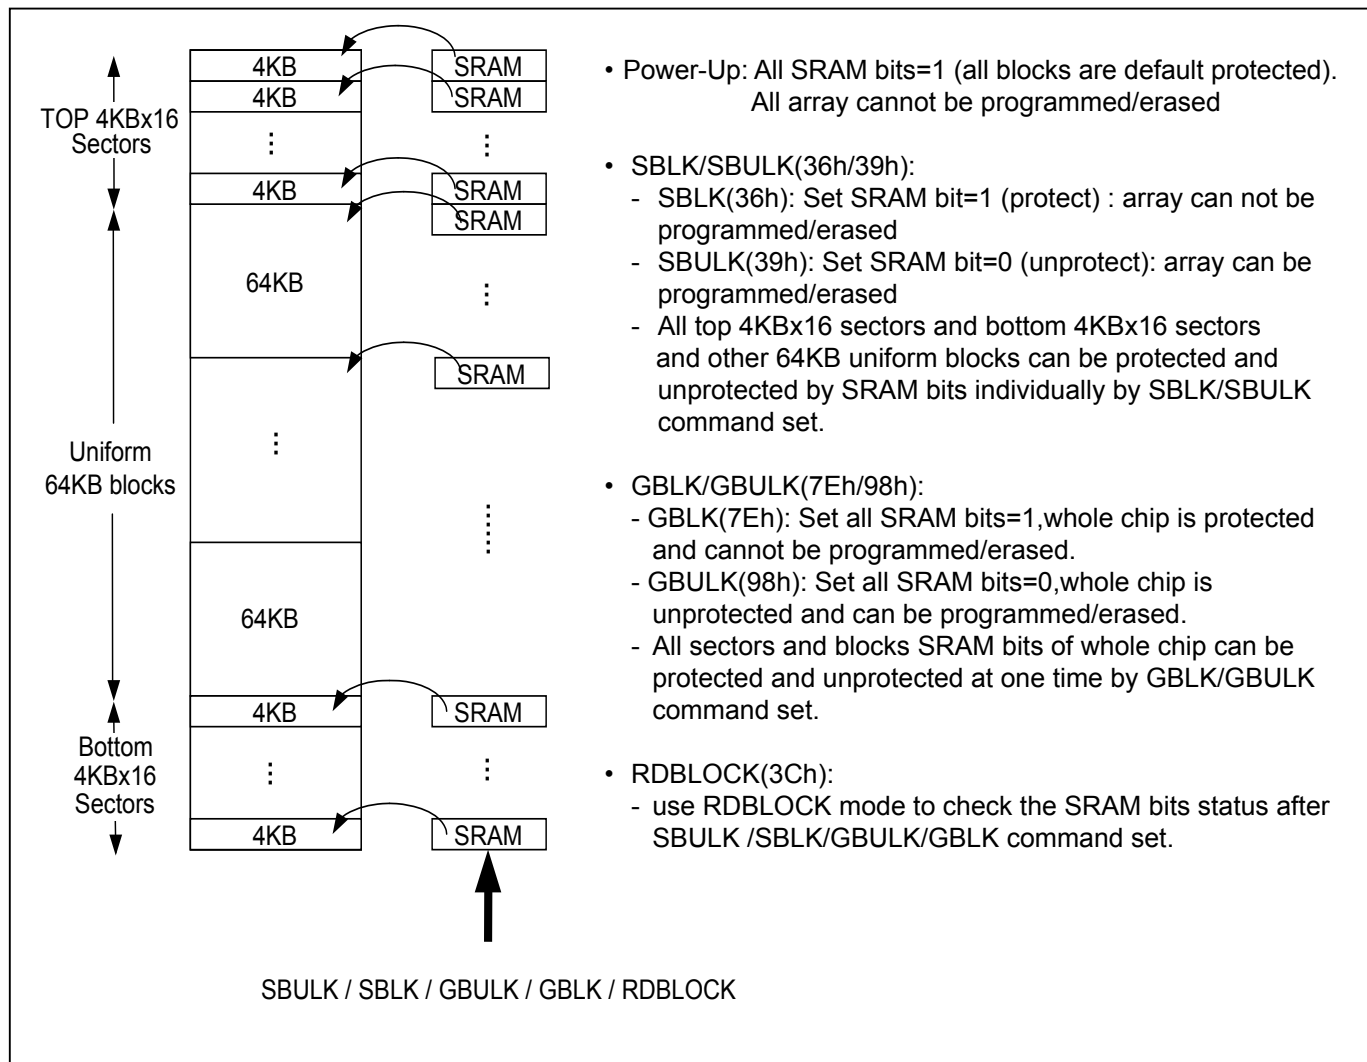 4KB
SRAM
4KB
SRAM
TOP 4KBx16
Sectors
4KB
SRAM
SRAM
64KB
SRAM
Uniform
64KB blocks
64KB
4KB
SRAM
Bottom
4KBx16
Sectors
4KB
SRAM
SBULK / SBLK / GBULK / GBLK / RDBLOCK
• Power-Up: All SRAM bits=1 (all blocks are default protected).
All array cannot be programmed/erased
• SBLK/SBULK(36h/39h):
- SBLK(36h): Set SRAM bit=1 (protect) : array can not be
programmed/erased
- SBULK(39h): Set SRAM bit=0 (unprotect): array can be
programmed/erased
- All top 4KBx16 sectors and bottom 4KBx16 sectors
and other 64KB uniform blocks can be protected and
unprotected by SRAM bits individually by SBLK/SBULK
command set.
• GBLK/GBULK(7Eh/98h):
- GBLK(7Eh): Set all SRAM bits=1,whole chip is protected
and cannot be programmed/erased.
- GBULK(98h): Set all SRAM bits=0,whole chip is
unprotected and can be programmed/erased.
- All sectors and blocks SRAM bits of whole chip can be
protected and unprotected at one time by GBLK/GBULK
command set.
• RDBLOCK(3Ch):
- use RDBLOCK mode to check the SRAM bits status after
SBULK /SBLK/GBULK/GBLK command set.